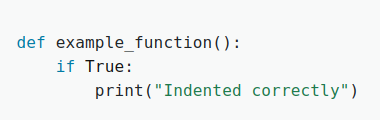 def example_function():
    if True:
        print("Indented correctly")